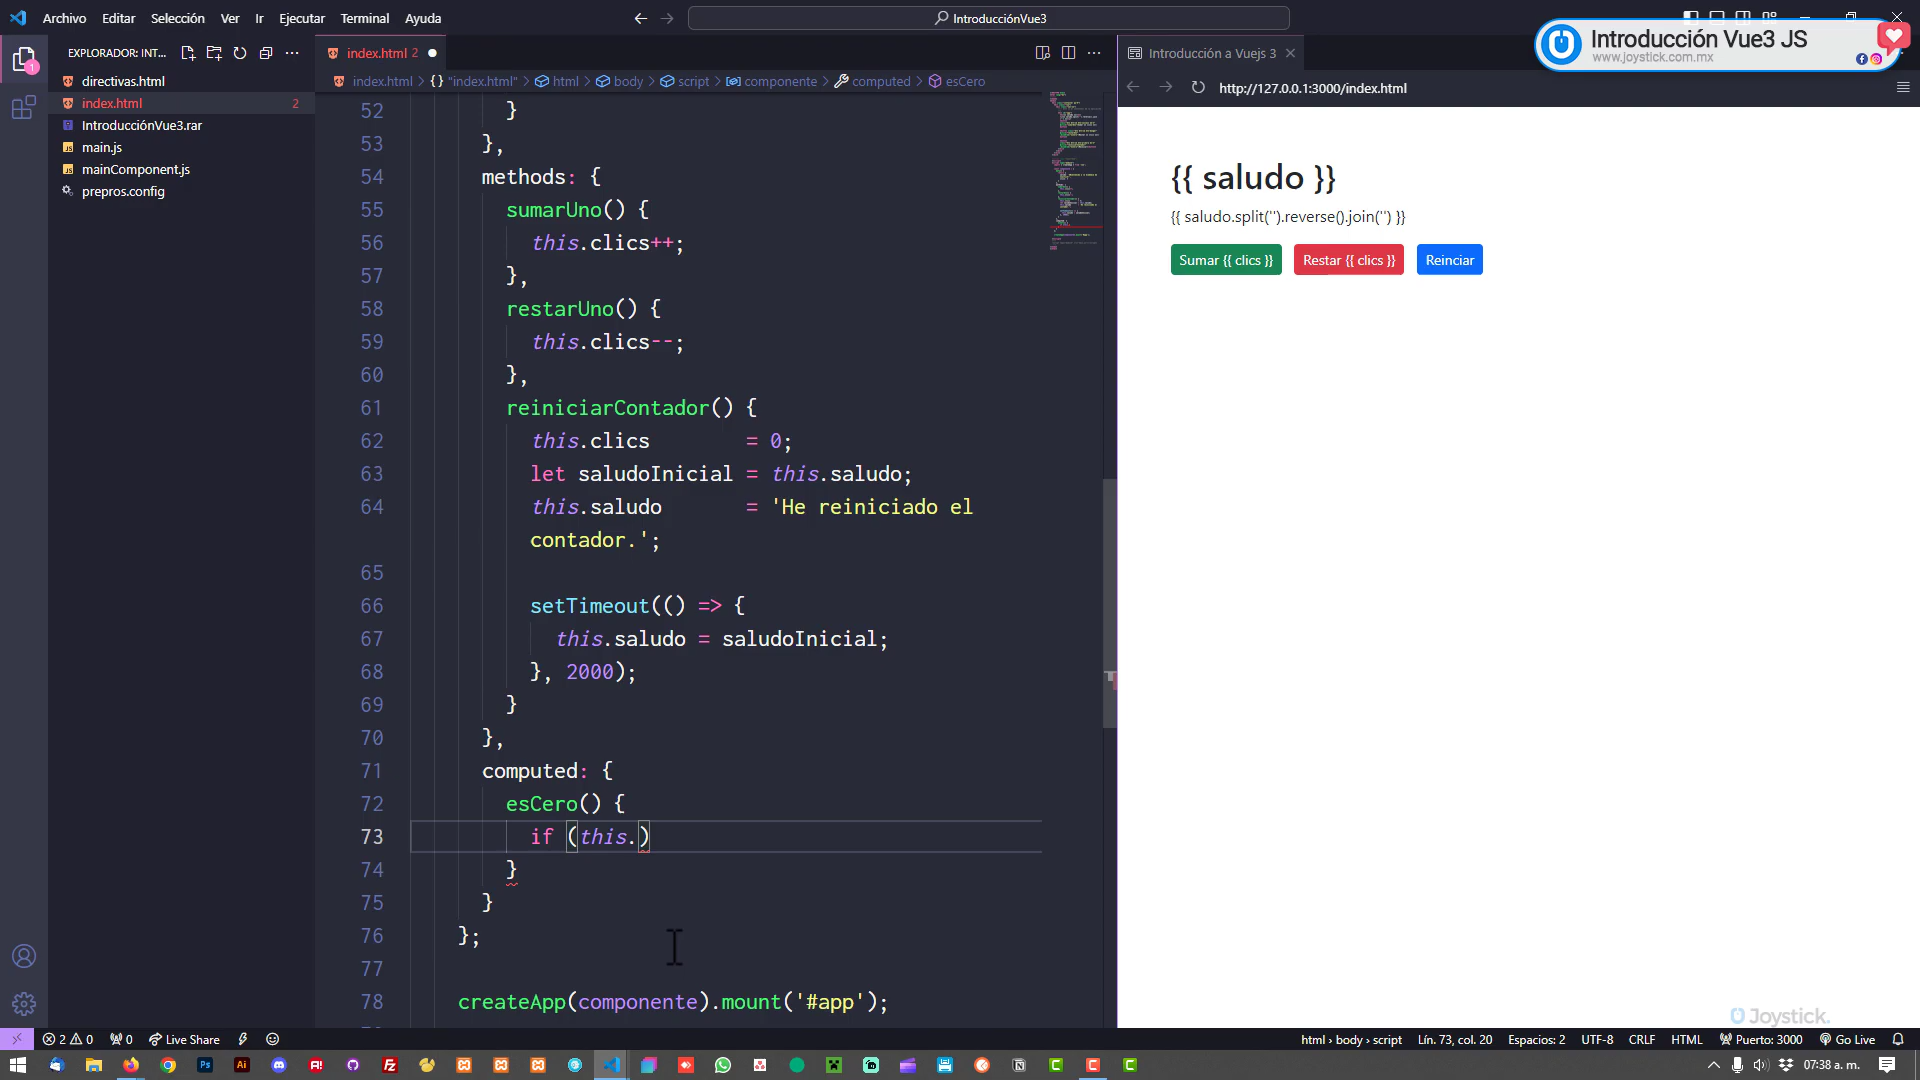 Archivo Editar Selección Ver Ir Ejecutar Terminal Ayuda
IntroducciónVue3
Introducción Vue3 JS
www.joystick.com.mx
EXPLORADOR: INT...
directivas.html
index.html 2
IntroducciónVue3.rar
main.js
mainComponent.js
prepros.config
1
index.html 2
index.html > {} "index.html" > html > body > script > componente > computed > esCero
52 }
53 },
54 methods: {
55 sumarUno() {
56 this.clics++;
57 },
58 restarUno() {
59 this.clics--;
60 },
61 reiniciarContador() {
62 this.clics = 0;
63 let saludoInicial = this.saludo;
64 this.saludo = 'He reiniciado el
contador.';
65
66 setTimeout(() => {
67 this.saludo = saludoInicial;
68 }, 2000);
69 }
70 },
71 computed: {
72 esCero() {
73 if (this.)
74 }
75 }
76 };
77
78 createApp(componente).mount('#app');
Introducción a Vuejs 3
http://127.0.0.1:3000/index.html
{{ saludo }}
{{ saludo.split('').reverse().join('') }}
Sumar {{ clics }} Restar {{ clics }} Reinciar
Joystick.
2 0 0 Live Share
html > body > script Lín. 73, col. 20 Espacios: 2 UTF-8 CRLF HTML Puerto: 3000 Go Live
07:38 a. m.